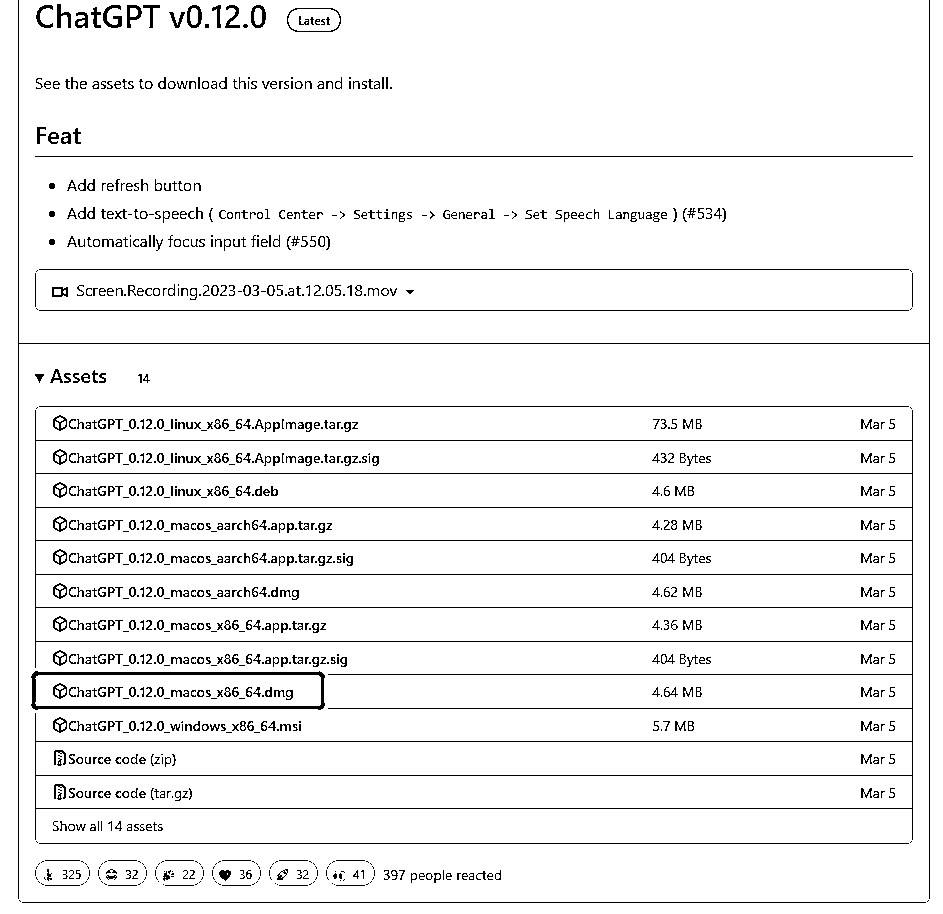 ChatGPT v0.12.0 Latest
See the assets to download this version and install.
Feat
• Add refresh button
• Add text-to-speech ( Control Center -> Settings -> General -> Set Speech Language ) (#534)
• Automatically focus input field (#550)
Screen.Recording.2023-03-05.at.12.05.18.mov
Assets 14
ChatGPT_0.12.0_linux_x86_64.AppImage.tar.gz 73.5 MB Mar 5
ChatGPT_0.12.0_linux_x86_64.AppImage.tar.gz.sig 432 Bytes Mar 5
ChatGPT_0.12.0_linux_x86_64.deb 4.6 MB Mar 5
ChatGPT_0.12.0_macos_aarch64.app.tar.gz 4.28 MB Mar 5
ChatGPT_0.12.0_macos_aarch64.app.tar.gz.sig 404 Bytes Mar 5
ChatGPT_0.12.0_macos_aarch64.dmg 4.62 MB Mar 5
ChatGPT_0.12.0_macos_x86_64.app.tar.gz 4.36 MB Mar 5
ChatGPT_0.12.0_macos_x86_64.app.tar.gz.sig 404 Bytes Mar 5
ChatGPT_0.12.0_macos_x86_64.dmg 4.64 MB Mar 5
ChatGPT_0.12.0_windows_x86_64.msi 5.7 MB Mar 5
Source code (zip) Mar 5
Source code (tar.gz) Mar 5
Show all 14 assets
325 32 22 36 32 41 397 people reacted